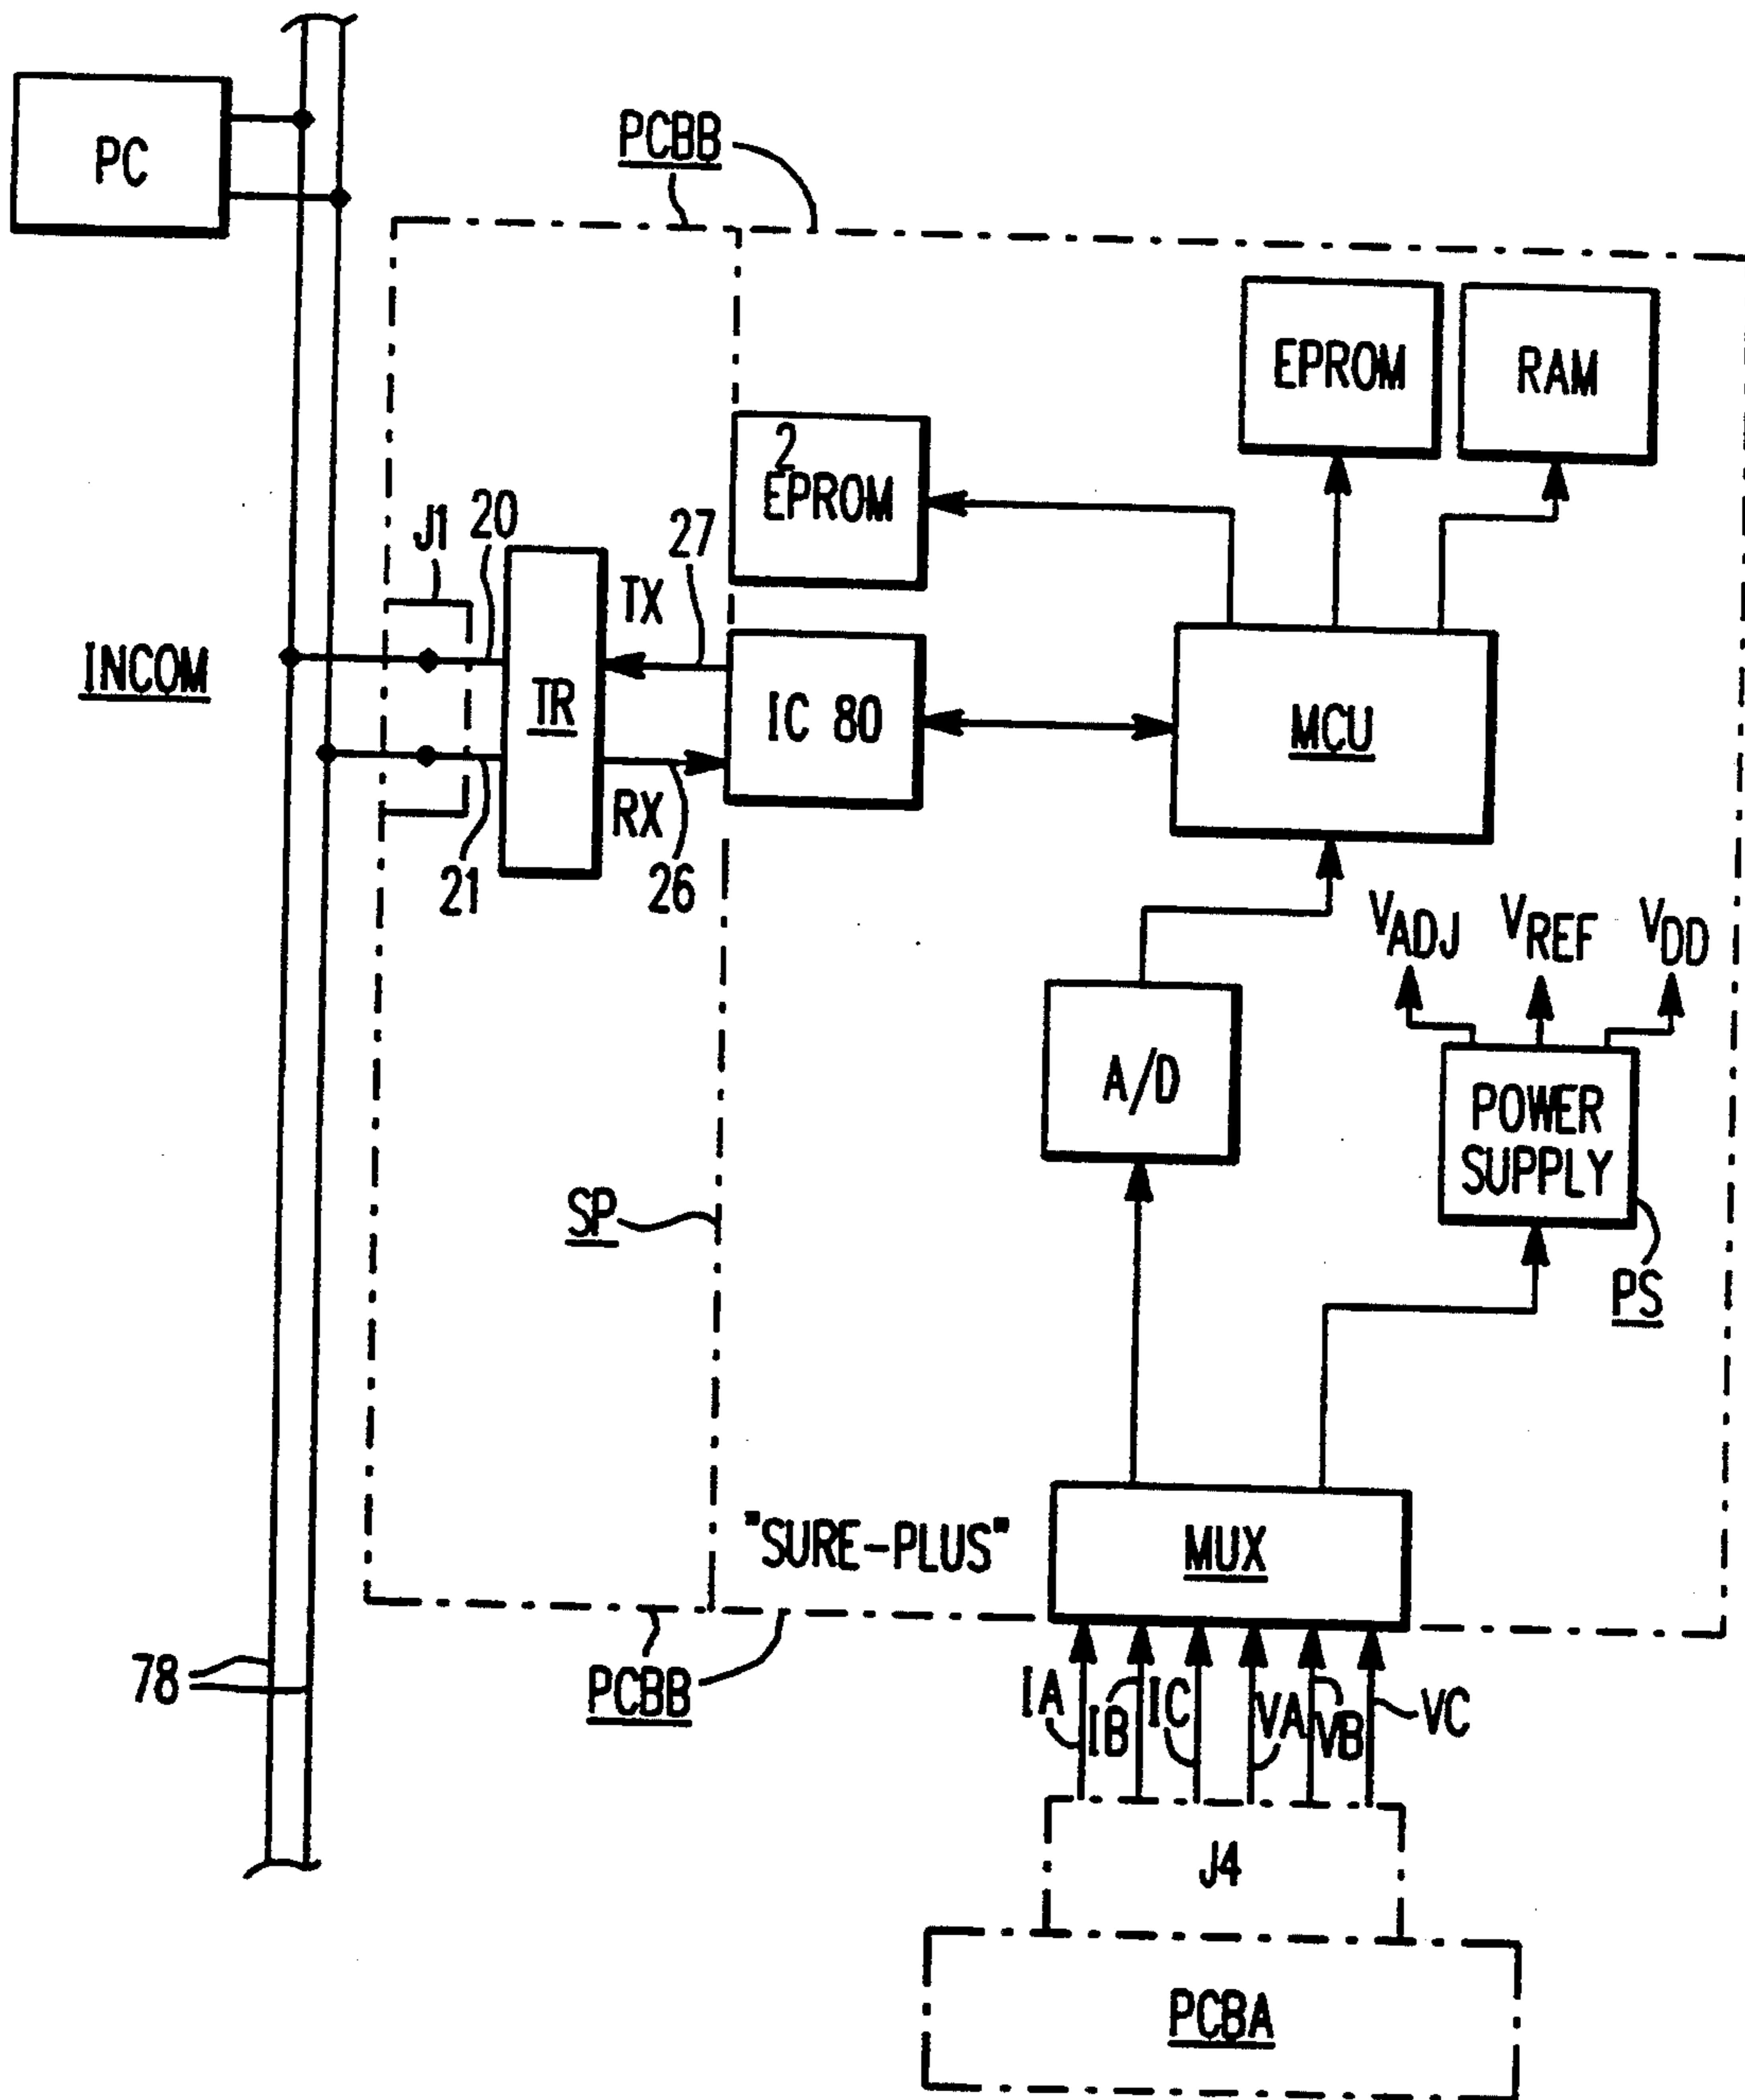 PC
PCBB
EPROM
RAM
2
EPROM
J1
20
27
TX
INCOM
TR
IC 80
MCU
RX
21
26
VADJ
VREF
VDD
A/D
POWER
SUPPLY
SP
PS
"SURE-PLUS"
MUX
78
PCBB
IA
IB
IC
VA
VB
VC
J4
PCBA